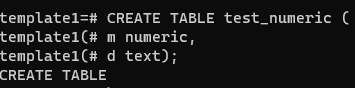 template1=# CREATE TABLE test_numeric (
template1(# m numeric,
template1(# d text);
CREATE TABLE